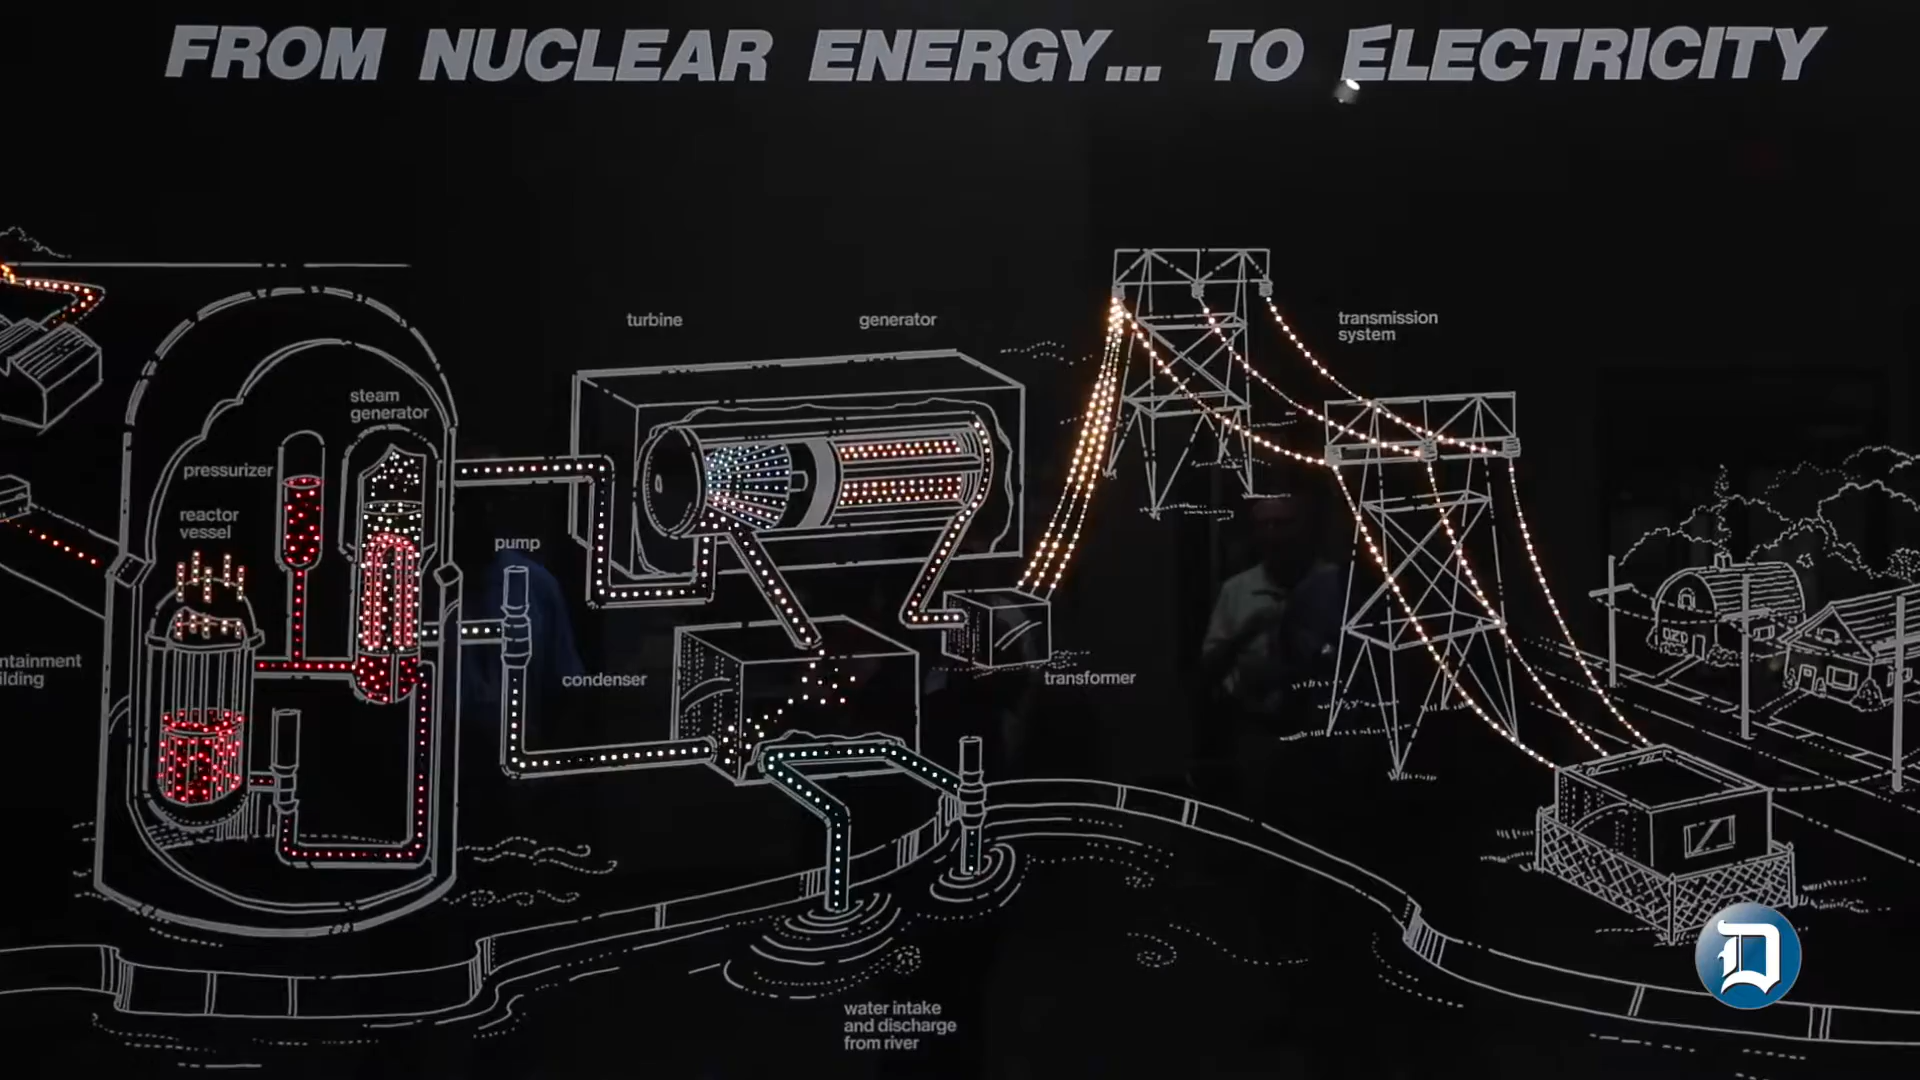 FROM NUCLEAR ENERGY... TO ELECTRICITY
turbine
generator
transmission
system
steam
generator
pressurizer
reactor
vessel
pump
condenser
transformer
ntainment
ilding
water intake
and discharge
from river
D